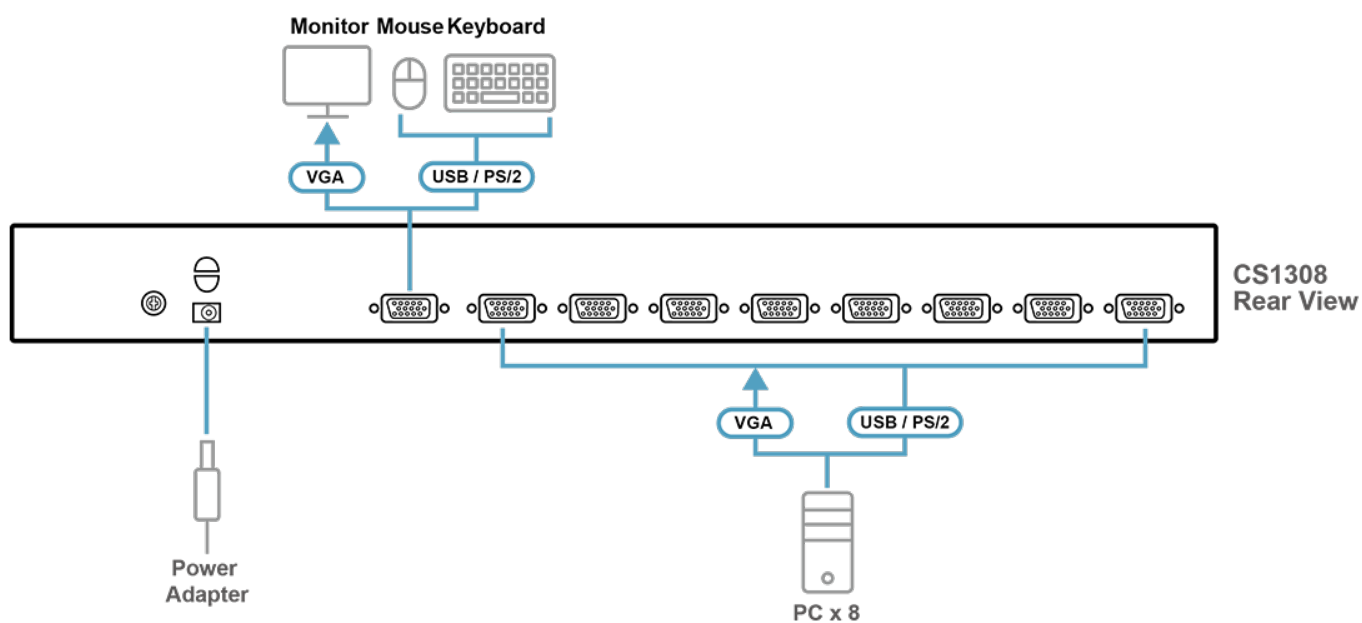 Monitor Mouse Keyboard
VGA
USB / PS/2
CS1308
Rear View
VGA
USB / PS/2
Power
Adapter
PC x 8